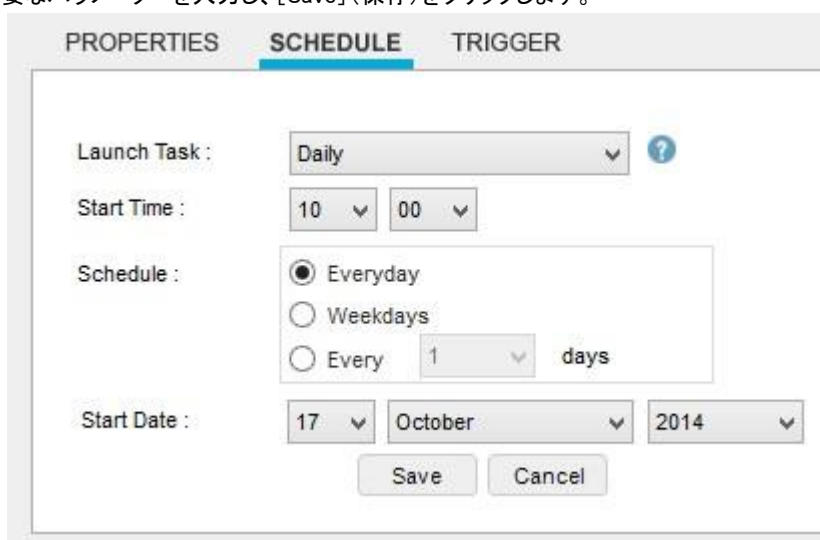 要なパラメーターを入力し、[Save](保存)をクリックします。
PROPERTIES SCHEDULE TRIGGER
Launch Task : Daily ?
Start Time : 10 00
Schedule : Everyday
Weekdays
Every 1 days
Start Date : 17 October 2014
Save Cancel